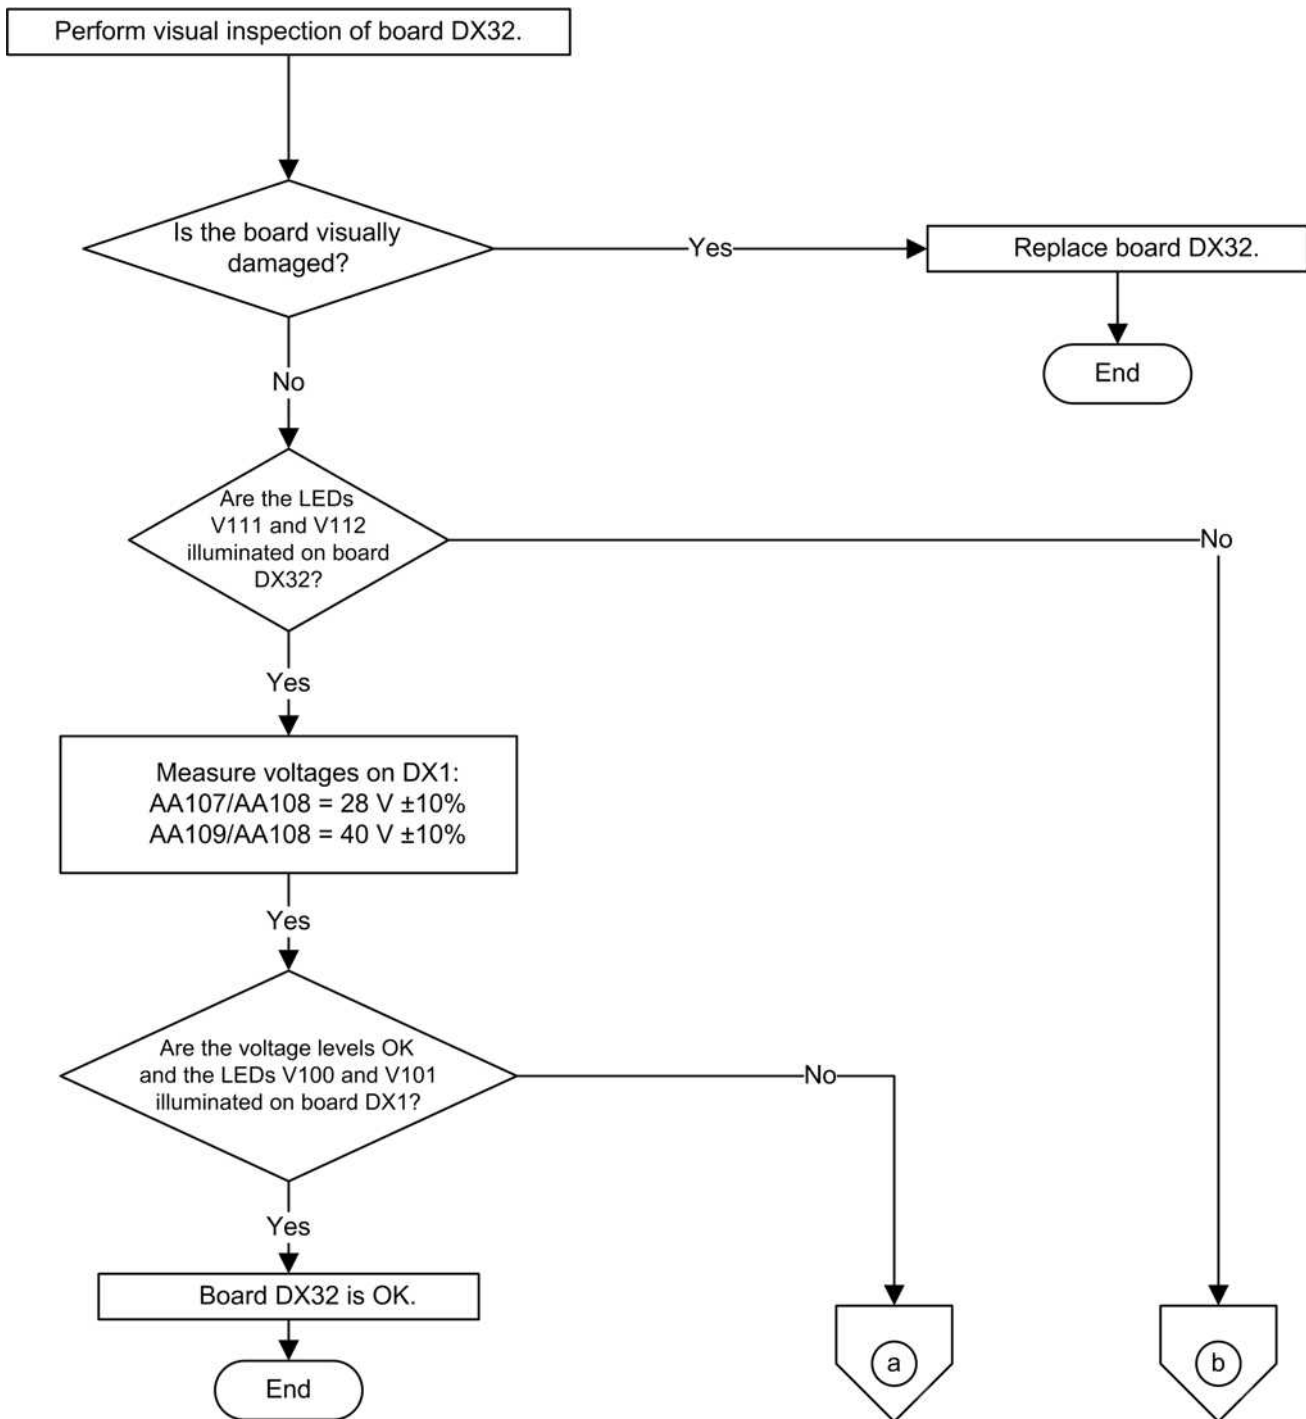 Perform visual inspection of board DX32.
Is the board visually
damaged?
Yes
Replace board DX32.
End
No
Are the LEDs
V111 and V112
illuminated on board
DX32?
No
Yes
Measure voltages on DX1:
AA107/AA108 = 28 V ±10%
AA109/AA108 = 40 V ±10%
Yes
Are the voltage levels OK
and the LEDs V100 and V101
illuminated on board DX1?
No
Yes
Board DX32 is OK.
End
a
b